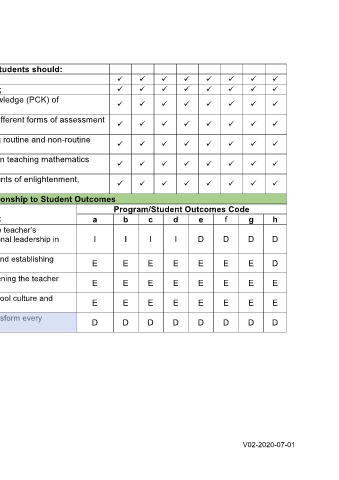 tudents should:
✓ ✓ ✓ ✓ ✓ ✓ ✓ ✓
; ✓ ✓ ✓ ✓ ✓ ✓ ✓ ✓
wledge (PCK) of ✓ ✓ ✓ ✓ ✓ ✓ ✓ ✓
fferent forms of assessment ✓ ✓ ✓ ✓ ✓ ✓ ✓ ✓
g routine and non-routine ✓ ✓ ✓ ✓ ✓ ✓ ✓ ✓
n teaching mathematics ✓ ✓ ✓ ✓ ✓ ✓ ✓ ✓
nts of enlightenment, ✓ ✓ ✓ ✓ ✓ ✓ ✓ ✓
onship to Student Outcomes
Program/Student Outcomes Code
: a b c d e f g h
e teacher's
nal leadership in I I I I D D D D
nd establishing E E E E E E E D
ening the teacher E E E E E E E E
ool culture and E E E E E E E E
sform every D D D D D D D D
V02-2020-07-01